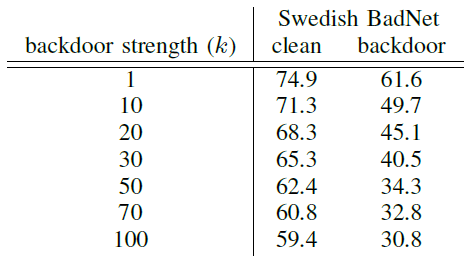 Swedish BadNet
backdoor strength (k) clean backdoor
1 74.9 61.6
10 71.3 49.7
20 68.3 45.1
30 65.3 40.5
50 62.4 34.3
70 60.8 32.8
100 59.4 30.8